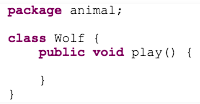 package animal;

class Wolf {
    public void play() {

    }
}